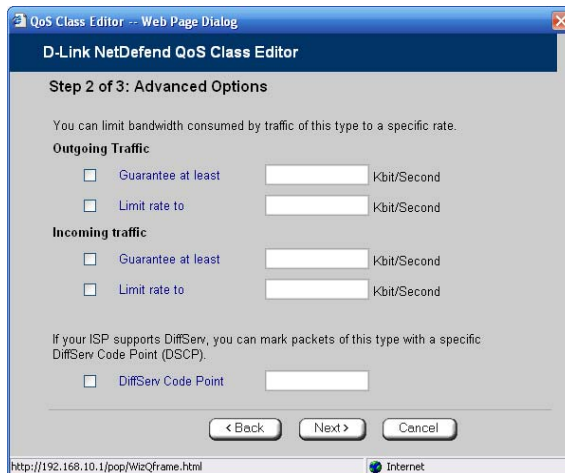 QoS Class Editor -- Web Page Dialog
D-Link NetDefend QoS Class Editor
Step 2 of 3: Advanced Options
You can limit bandwidth consumed by traffic of this type to a specific rate.
Outgoing Traffic
Guarantee at least Kbit/Second
Limit rate to Kbit/Second
Incoming traffic
Guarantee at least Kbit/Second
Limit rate to Kbit/Second
If your ISP supports DiffServ, you can mark packets of this type with a specific
DiffServ Code Point (DSCP).
DiffServ Code Point
< Back Next > Cancel
http://192.168.10.1/pop/WizQframe.html Internet